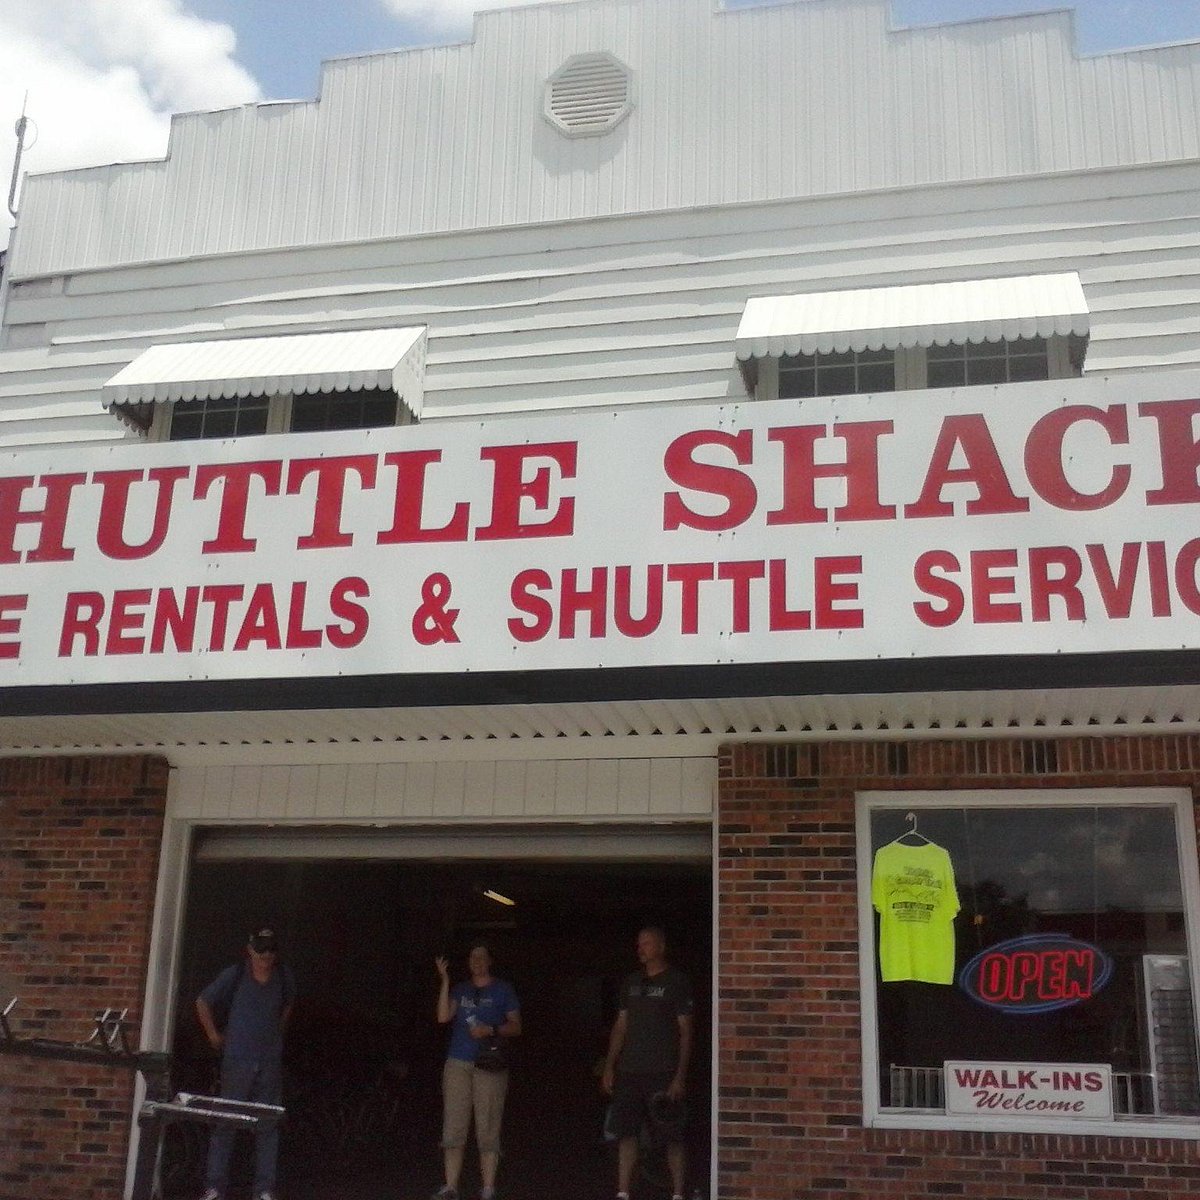 HUTTLE SHACK
E RENTALS & SHUTTLE SERVIC
OPEN
WALK-INS
Welcome